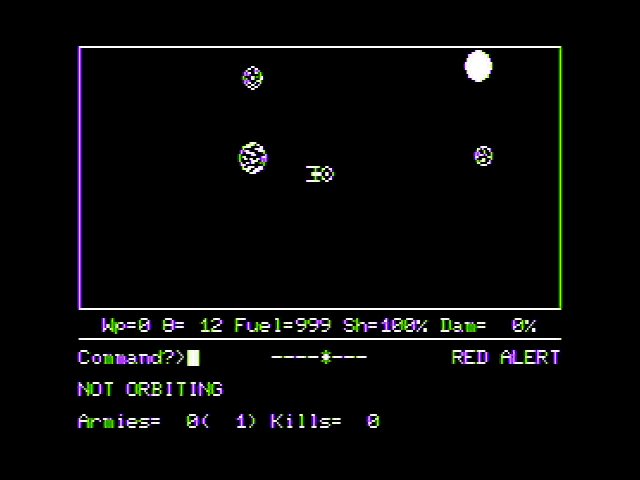 Wp=0 θ= 12 Fuel=999 Sh=100% Dam=  0%
Command?> ----*--- RED ALERT
NOT ORBITING
Armies=  0(  1) Kills=  0